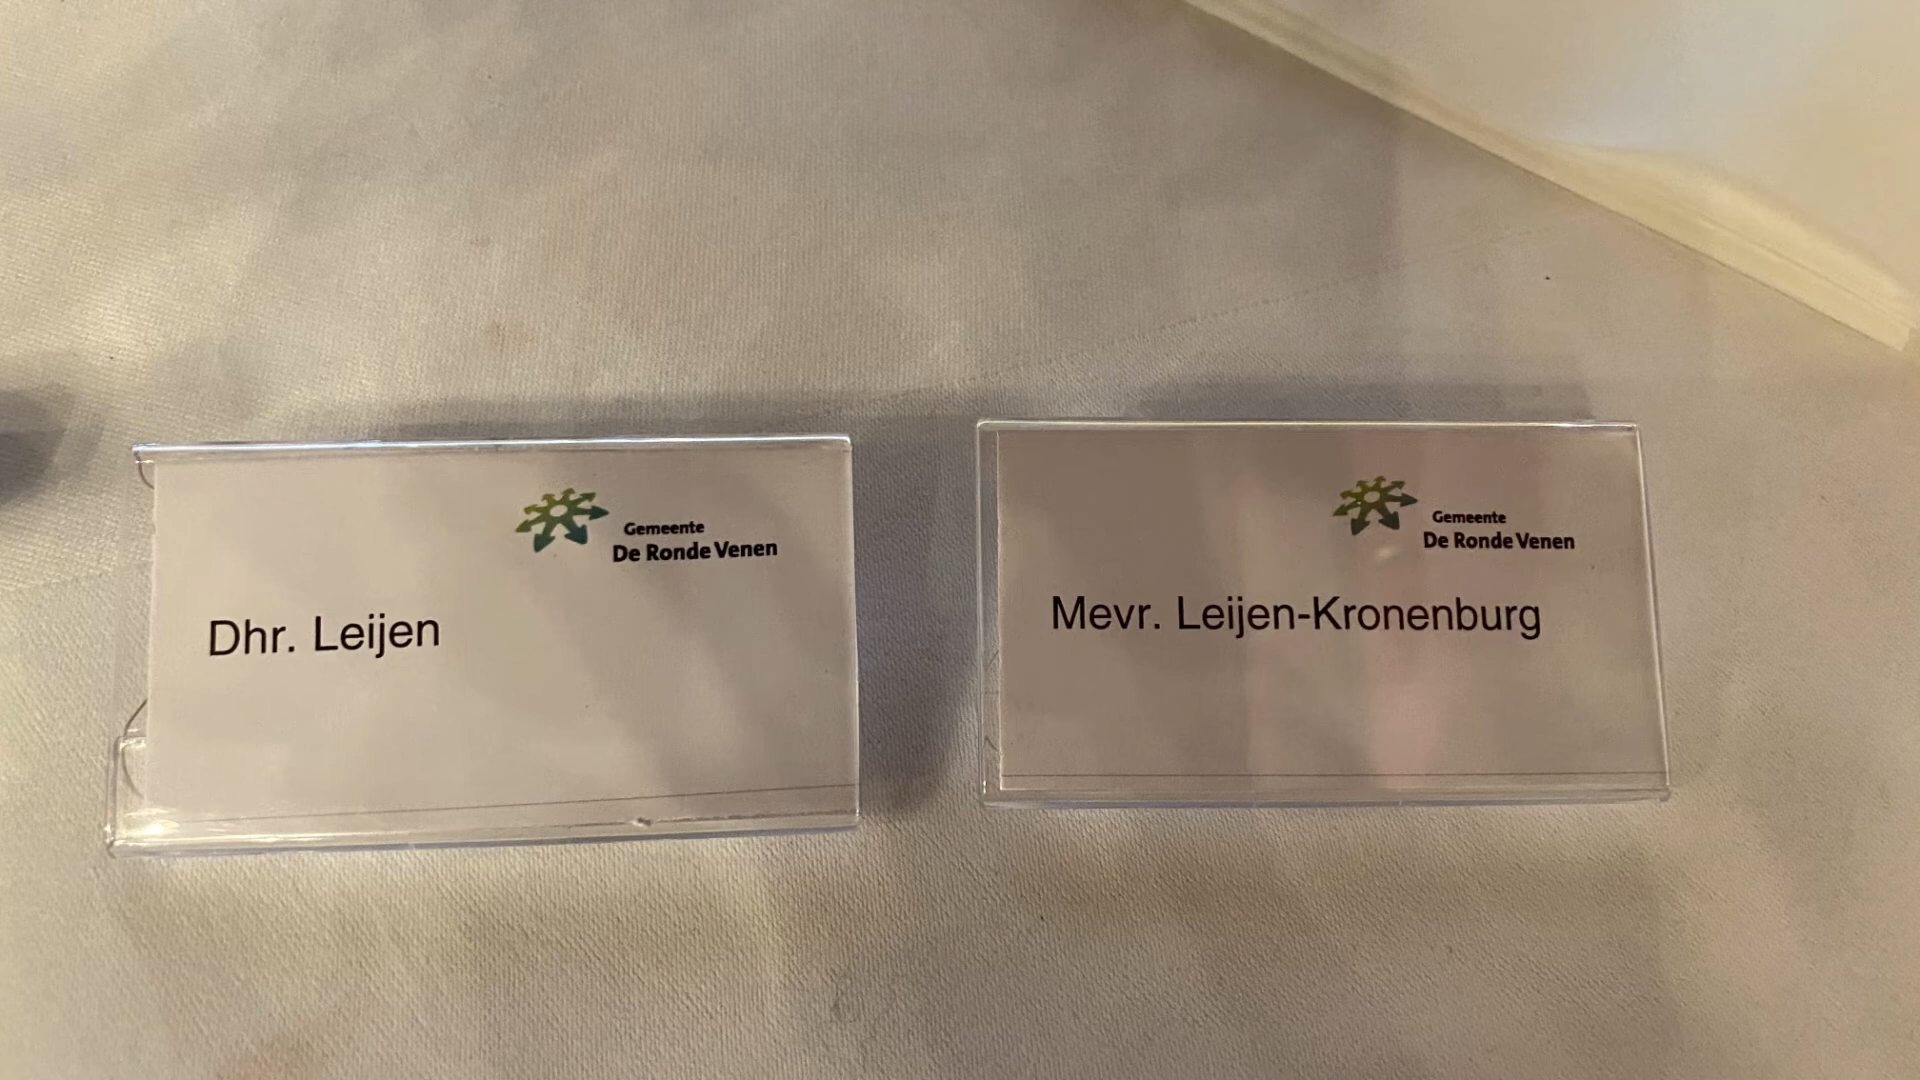 Gemeente
De Ronde Venen
Dhr. Leijen
Gemeente
De Ronde Venen
Mevr. Leijen-Kronenburg